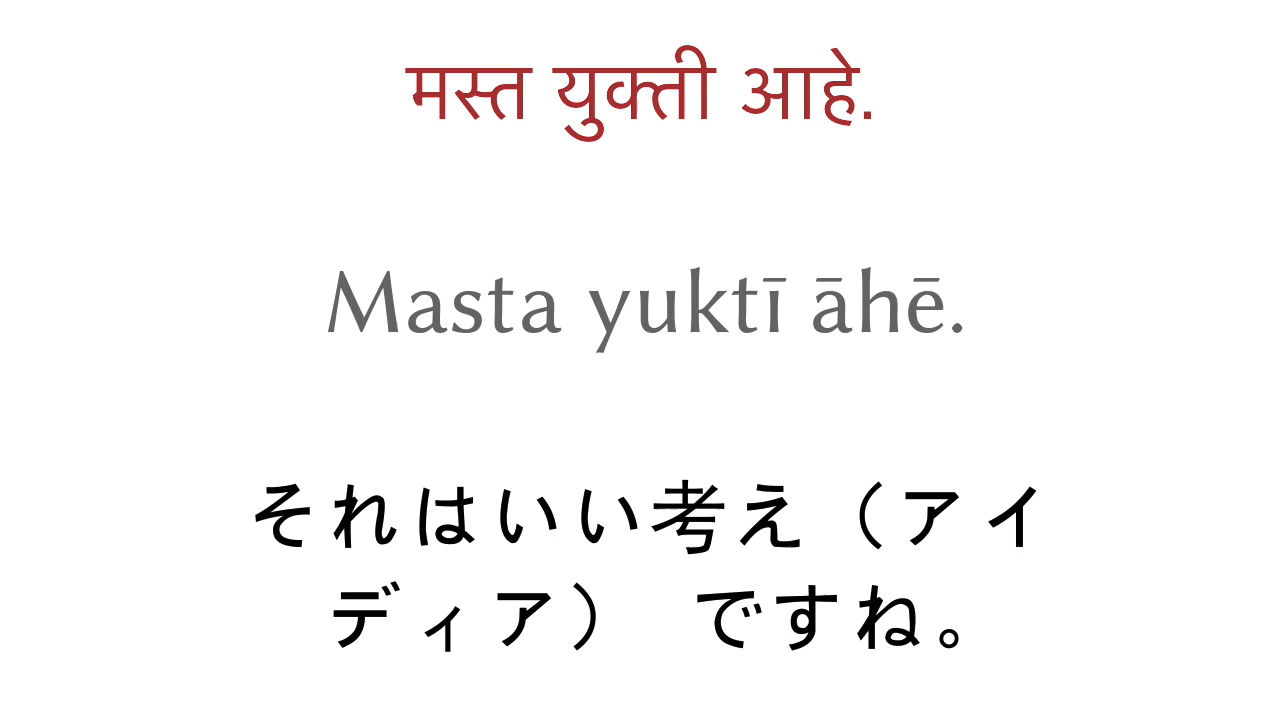 मस्त युक्ती आहे.
Masta yuktī āhē.
それはいい考え（アイ
ディア） ですね。